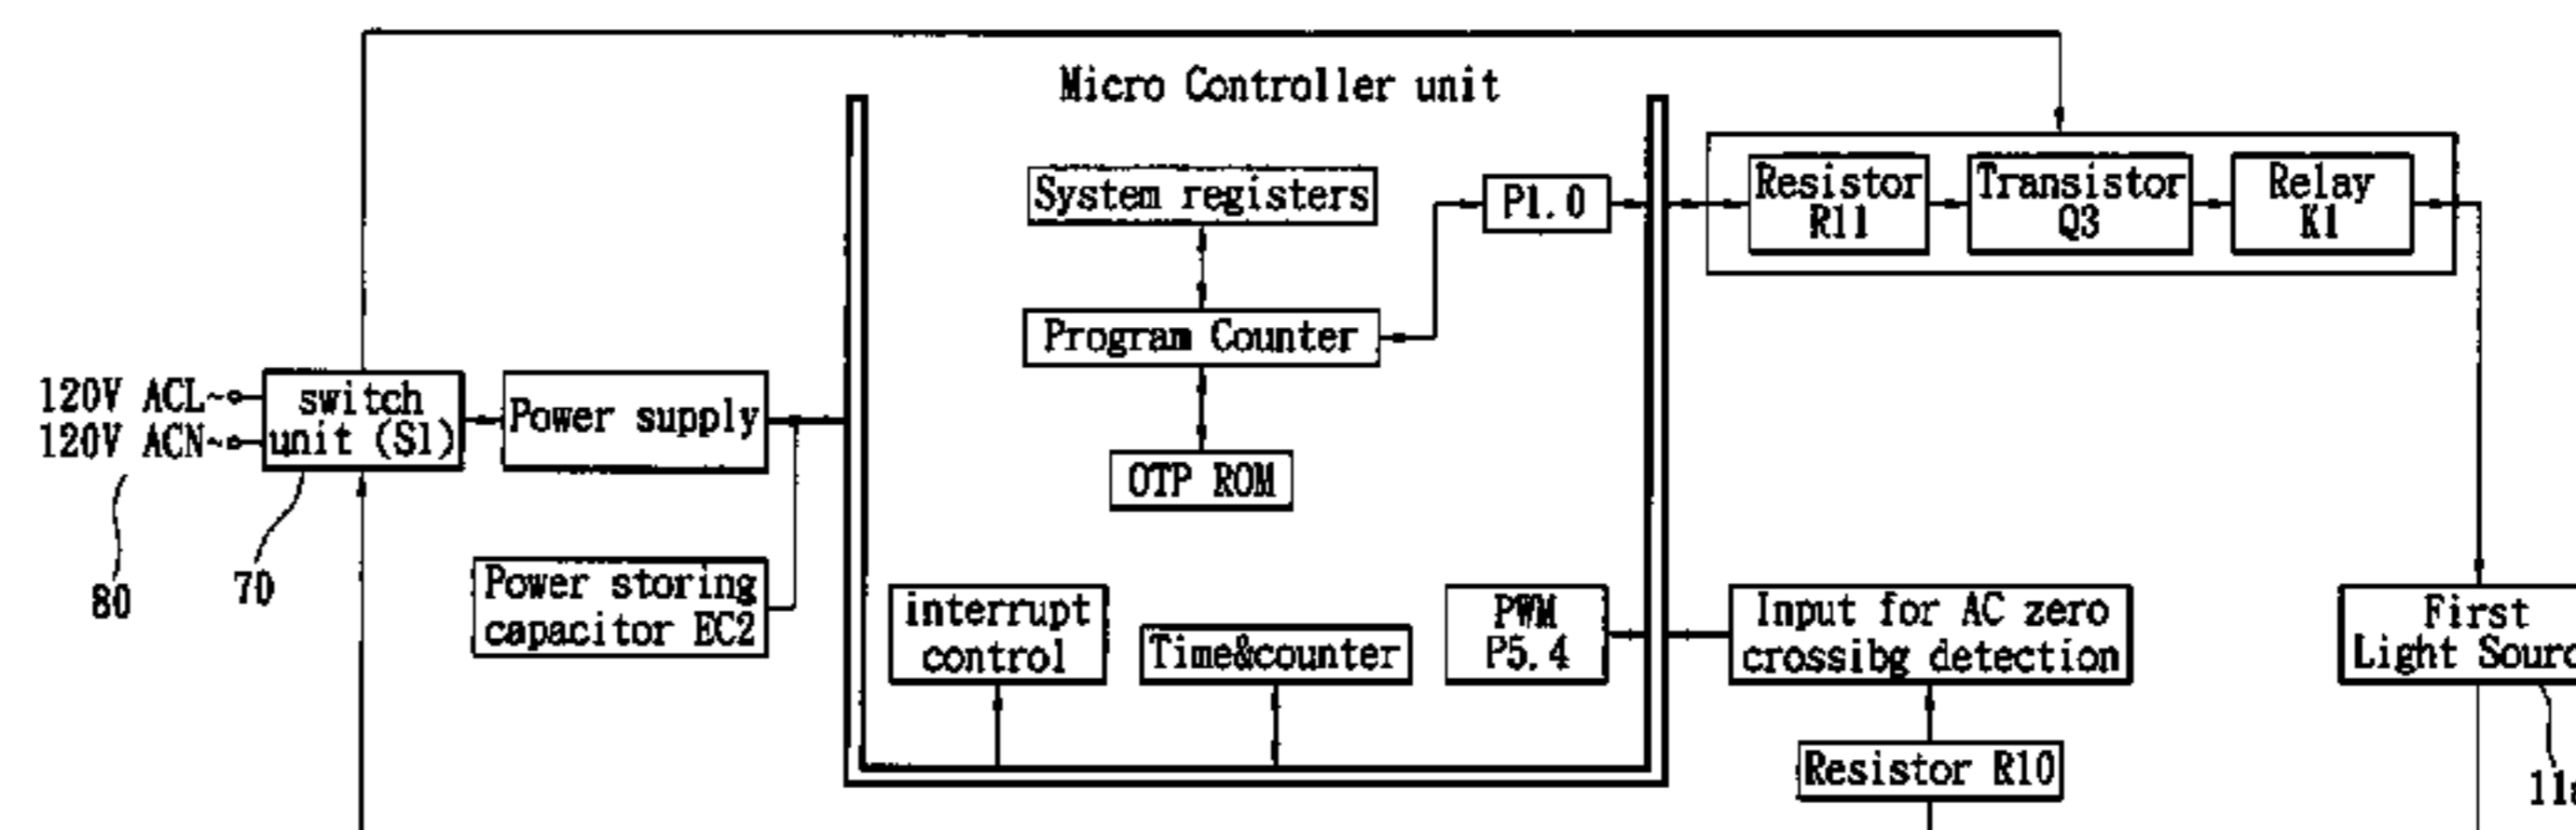 Micro Controller unit
System registers
P1.0
Resistor
R11
Transistor
Q3
Relay
K1
Program Counter
120V ACL~
120V ACN~
switch
unit (S1)
Power supply
OTP ROM
80
70
Power storing
capacitor EC2
interrupt
control
Time&counter
PWM
P5.4
Input for AC zero
crossibg detection
First
Light Sourc
Resistor R10